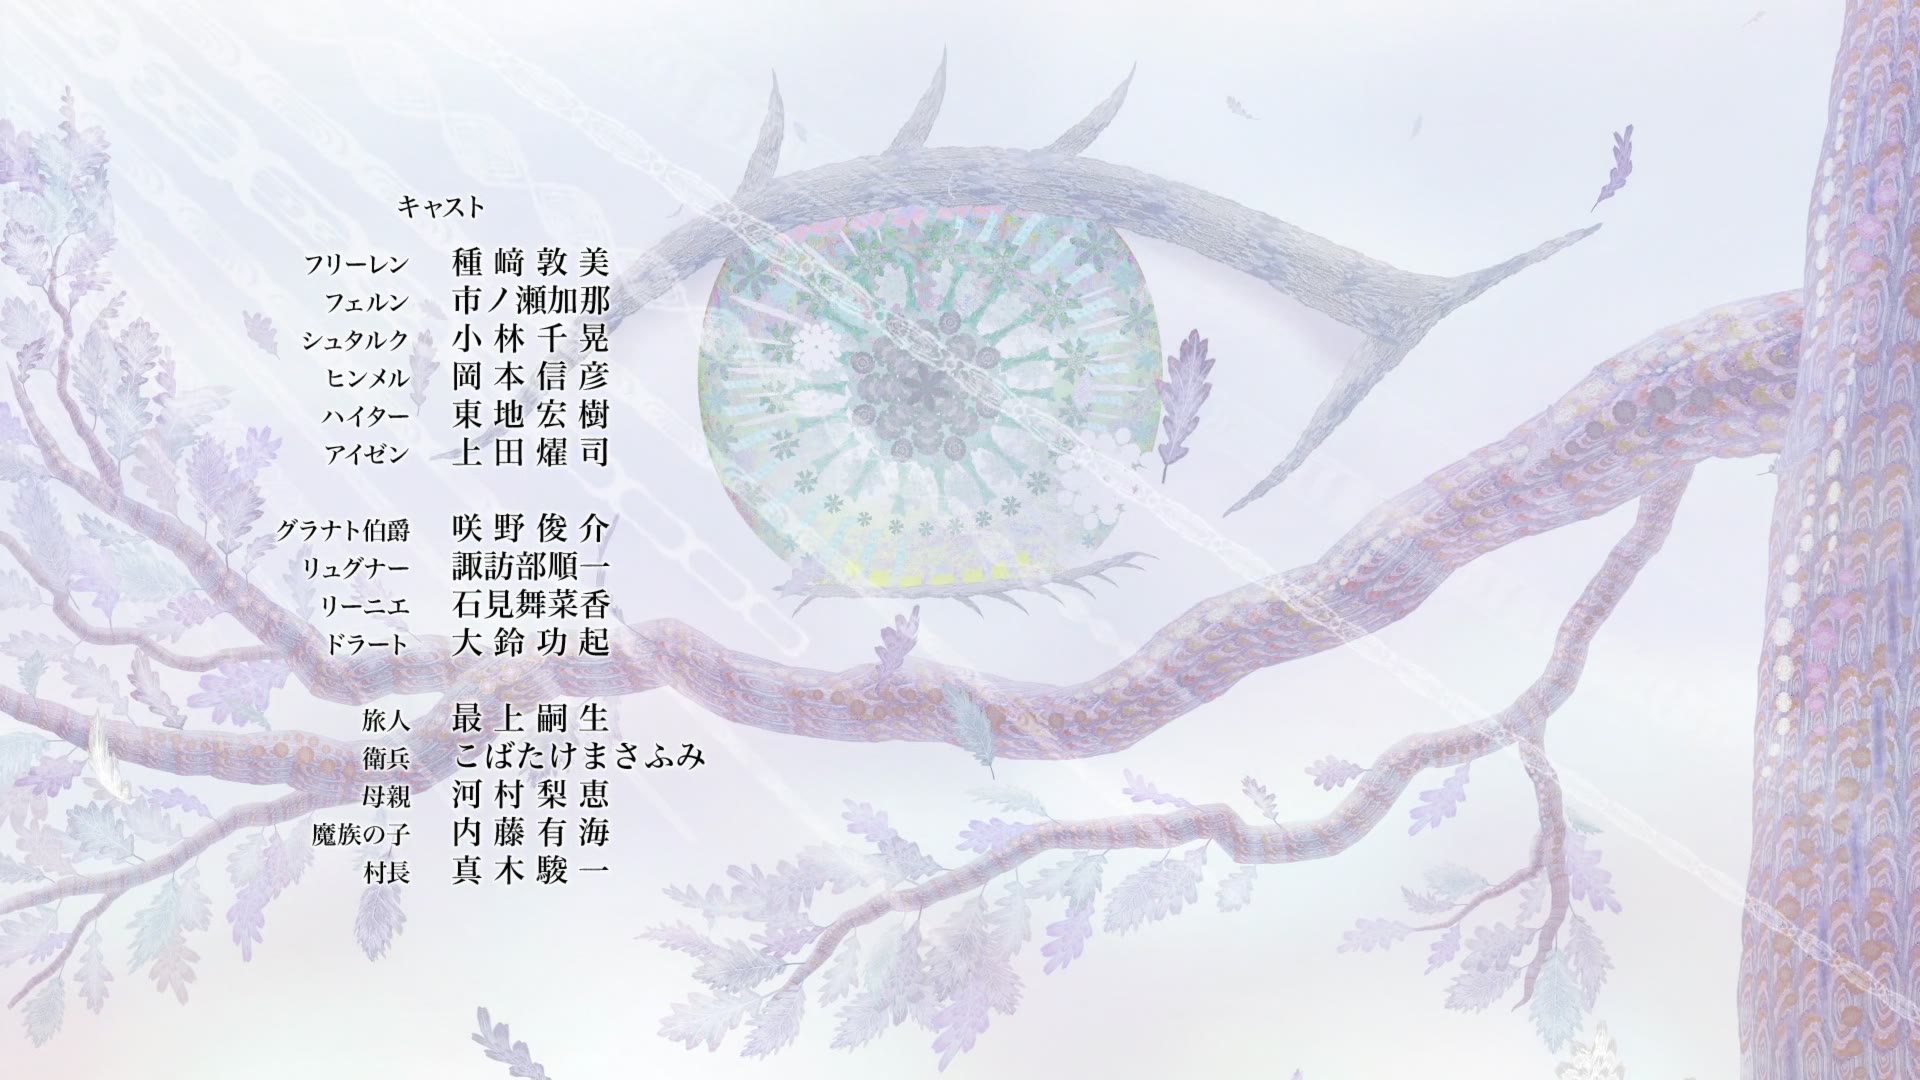 キャスト
フリーレン 種﨑敦美
フェルン 市ノ瀬加那
シュタルク 小林千晃
ヒンメル 岡本信彦
ハイター 東地宏樹
アイゼン 上田燿司
グラナト伯爵 咲野俊介
リュグナー 諏訪部順一
リーニエ 石見舞菜香
ドラート 大鈴功起
旅人 最上嗣生
衛兵 こばたけまさふみ
母親 河村梨恵
魔族の子 内藤有海
村長 真木駿一